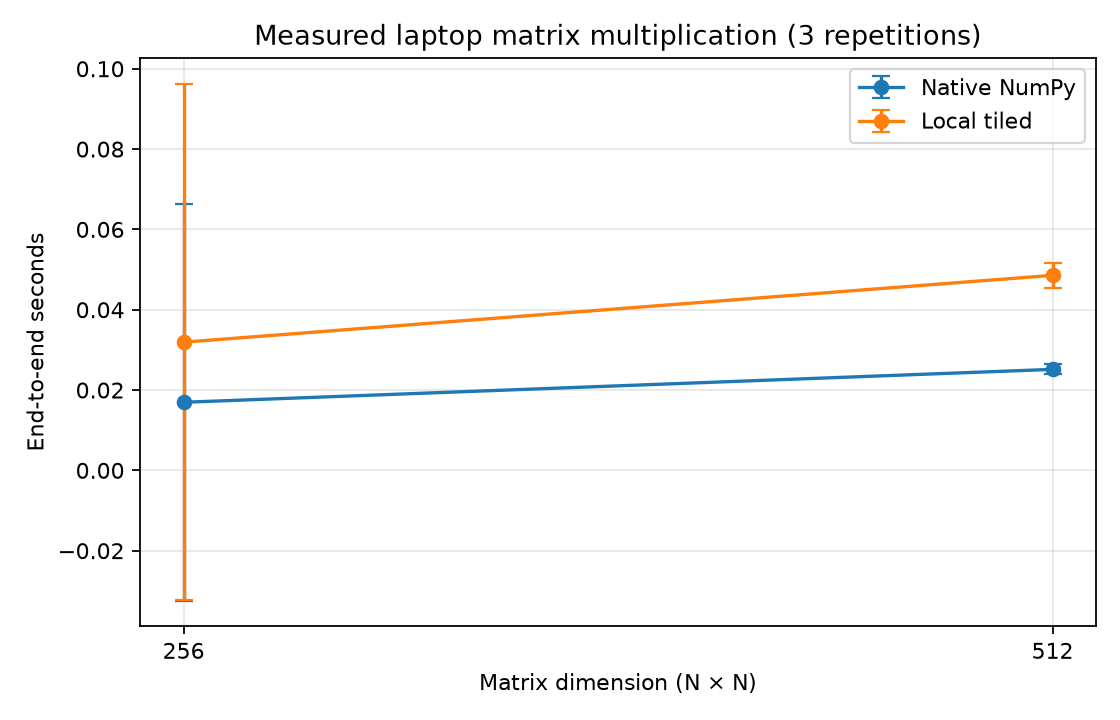 Measured laptop matrix multiplication (3 repetitions)
Native NumPy
Local tiled
End-to-end seconds
0.10
0.08
0.06
0.04
0.02
0.00
−0.02
256
512
Matrix dimension (N × N)